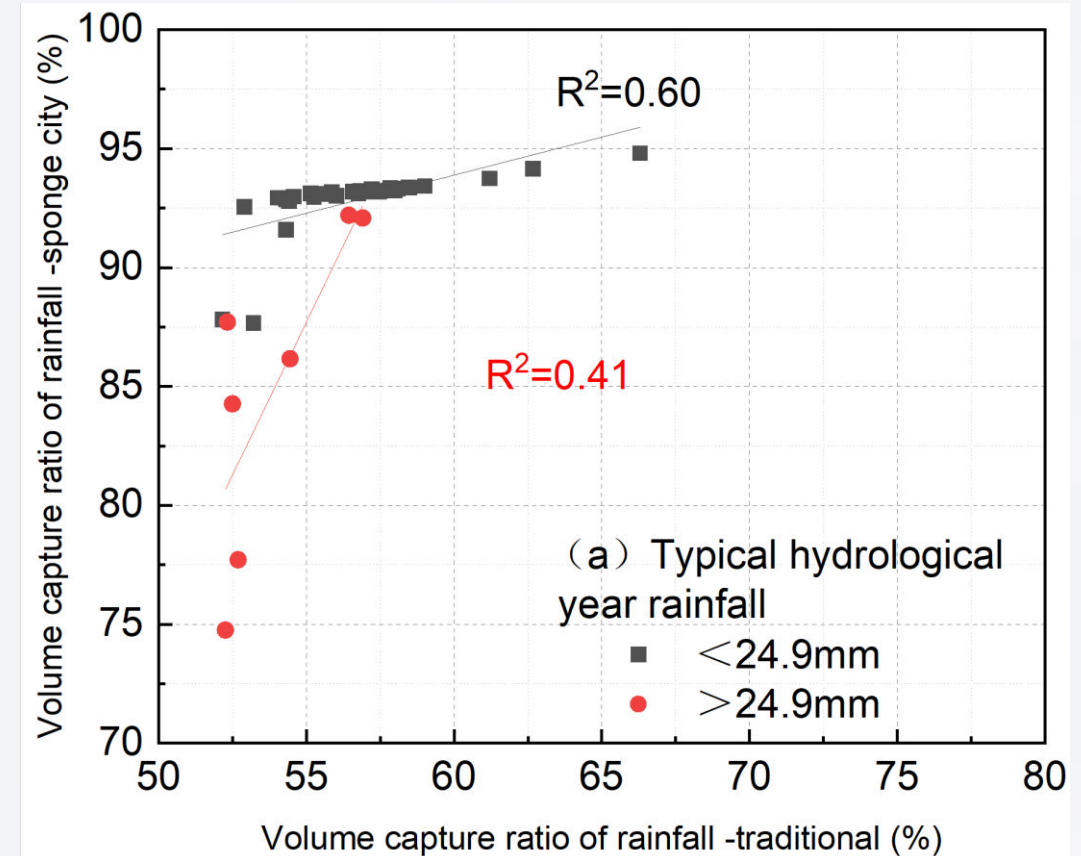 Volume capture ratio of rainfall -sponge city (%)
100
95
90
85
80
75
70
R²=0.60
R²=0.41
（a）Typical hydrological
year rainfall
＜24.9mm
＞24.9mm
50 55 60 65 70 75 80
Volume capture ratio of rainfall -traditional (%)